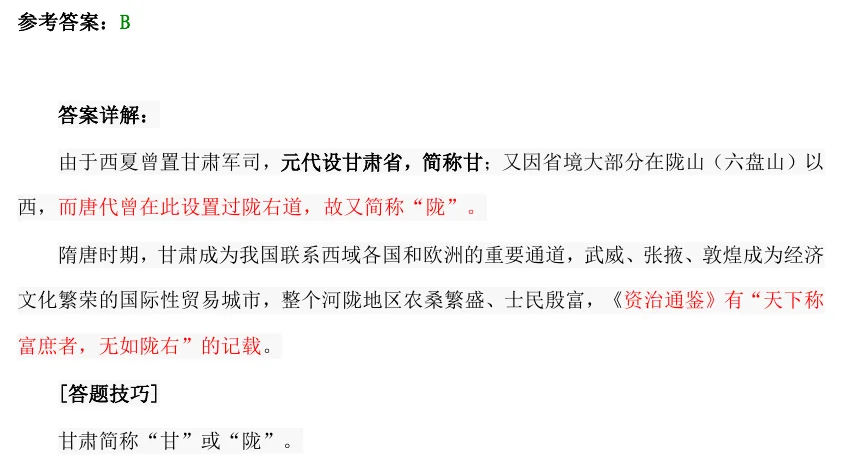 参考答案：B
答案详解：
由于西夏曾置甘肃军司，元代设甘肃省，简称甘；又因省境大部分在陇山（六盘山）以
西，而唐代曾在此设置过陇右道，故又简称“陇”。
隋唐时期，甘肃成为我国联系西域各国和欧洲的重要通道，武威、张掖、敦煌成为经济
文化繁荣的国际性贸易城市，整个河陇地区农桑繁盛、士民殷富，《资治通鉴》有“天下称
富庶者，无如陇右”的记载。
[答题技巧]
甘肃简称“甘”或“陇”。